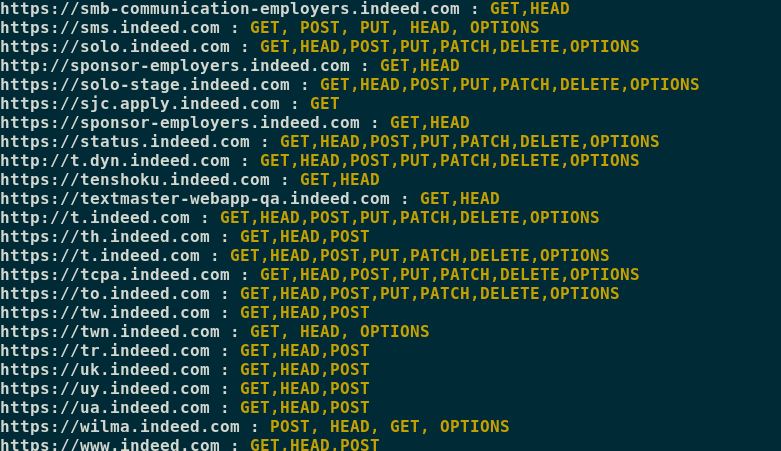 https://smb-communication-employers.indeed.com : GET,HEAD
https://sms.indeed.com : GET, POST, PUT, HEAD, OPTIONS
https://solo.indeed.com : GET,HEAD,POST,PUT,PATCH,DELETE,OPTIONS
http://sponsor-employers.indeed.com : GET,HEAD
https://solo-stage.indeed.com : GET,HEAD,POST,PUT,PATCH,DELETE,OPTIONS
https://sjc.apply.indeed.com : GET
https://sponsor-employers.indeed.com : GET,HEAD
https://status.indeed.com : GET,HEAD,POST,PUT,PATCH,DELETE,OPTIONS
http://t.dyn.indeed.com : GET,HEAD,POST,PUT,PATCH,DELETE,OPTIONS
https://tenshoku.indeed.com : GET,HEAD
https://textmaster-webapp-qa.indeed.com : GET,HEAD
http://t.indeed.com : GET,HEAD,POST,PUT,PATCH,DELETE,OPTIONS
https://th.indeed.com : GET,HEAD,POST
https://t.indeed.com : GET,HEAD,POST,PUT,PATCH,DELETE,OPTIONS
https://tcpa.indeed.com : GET,HEAD,POST,PUT,PATCH,DELETE,OPTIONS
https://to.indeed.com : GET,HEAD,POST,PUT,PATCH,DELETE,OPTIONS
https://tw.indeed.com : GET,HEAD,POST
https://twn.indeed.com : GET, HEAD, OPTIONS
https://tr.indeed.com : GET,HEAD,POST
https://uk.indeed.com : GET,HEAD,POST
https://uy.indeed.com : GET,HEAD,POST
https://ua.indeed.com : GET,HEAD,POST
https://wilma.indeed.com : POST, HEAD, GET, OPTIONS
https://www.indeed.com : GET,HEAD,POST